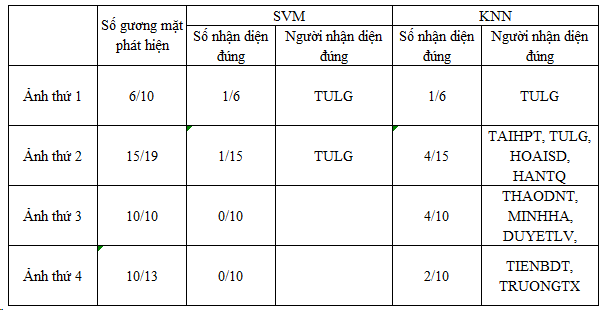 Số gương mặt
phát hiện
SVM
KNN
Số nhận diện
đúng
Người nhận diện
đúng
Số nhận diện
đúng
Người nhận diện
đúng
Ảnh thứ 1
6/10
1/6
TULG
1/6
TULG
Ảnh thứ 2
15/19
1/15
TULG
4/15
TAIHPT, TULG,
HOAISD,
HANTQ
Ảnh thứ 3
10/10
0/10
4/10
THAODNT,
MINHHA,
DUYETLV,
Ảnh thứ 4
10/13
0/10
2/10
TIENBDT,
TRUONGTX